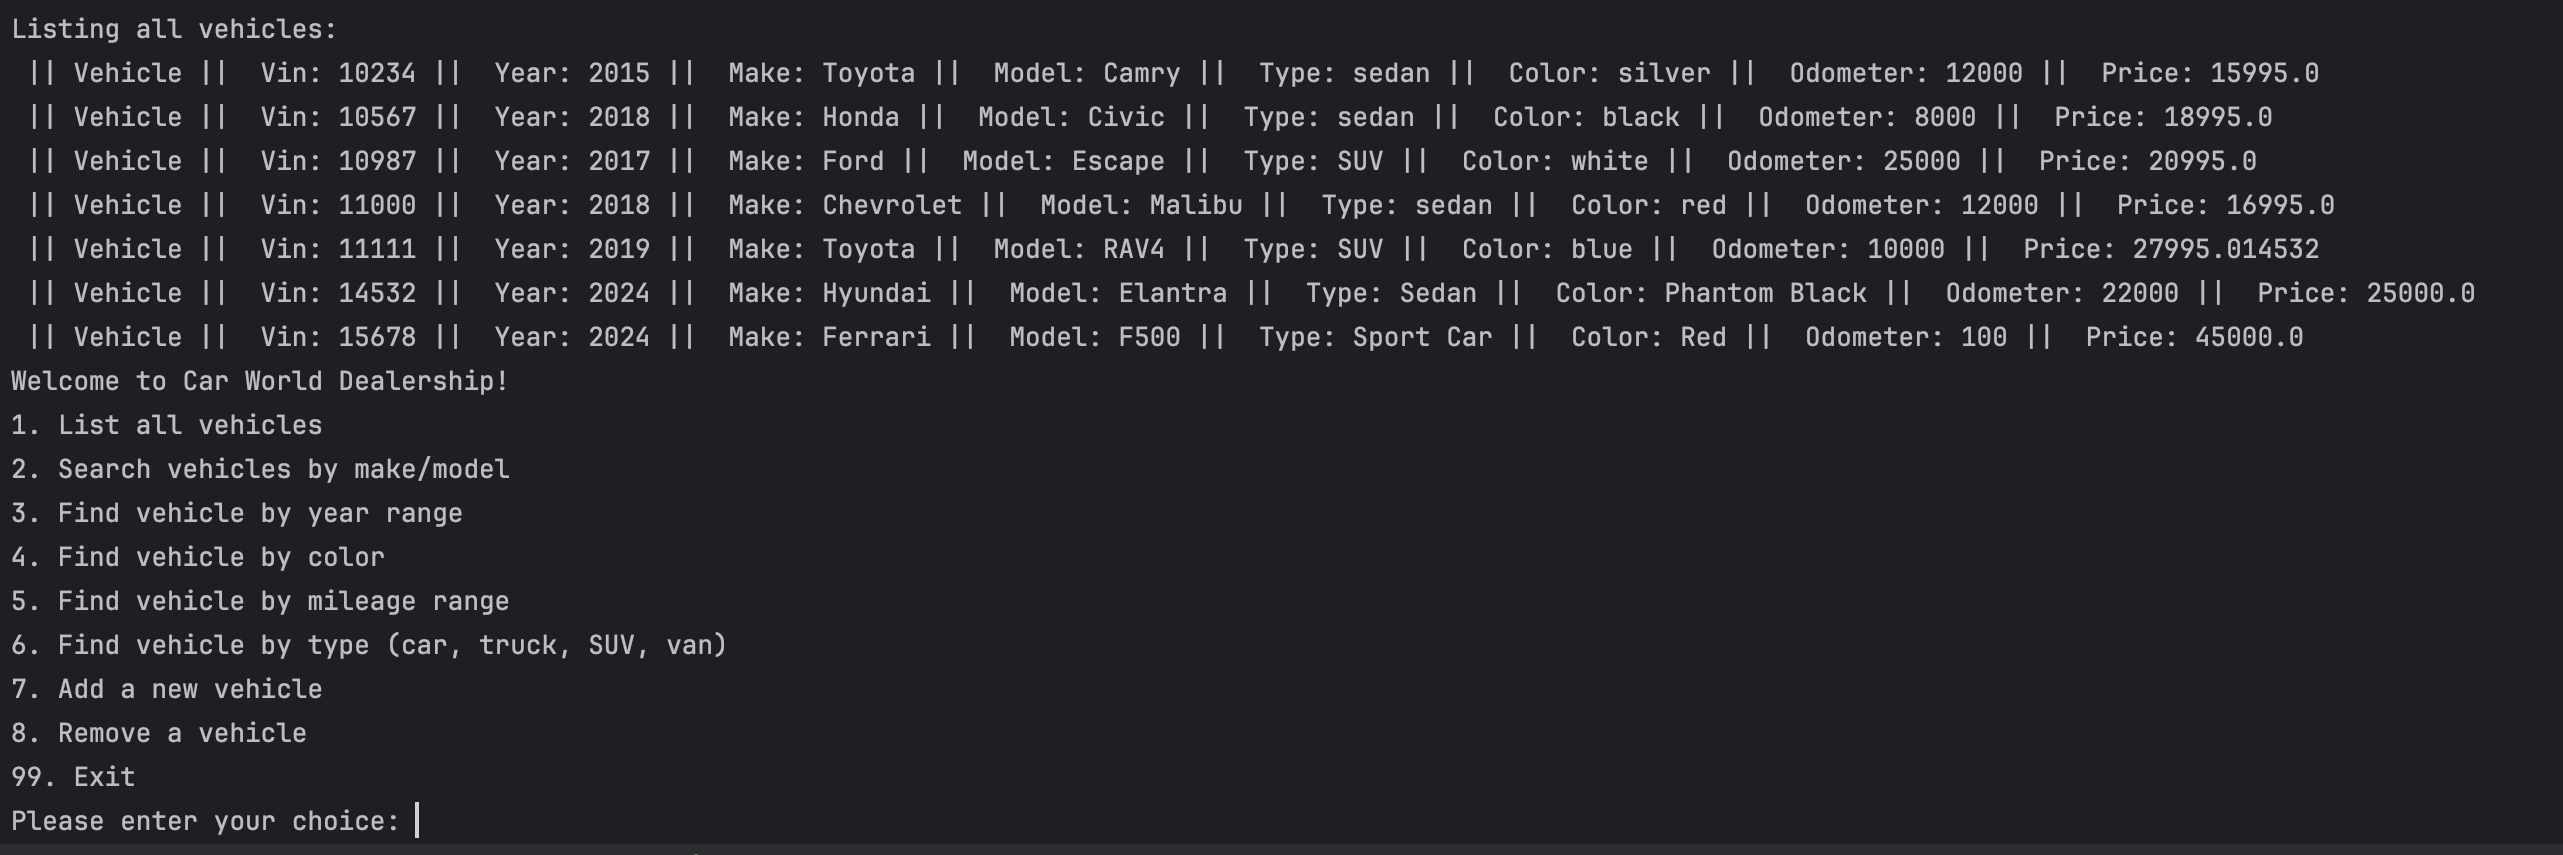 Listing all vehicles:
|| Vehicle ||  Vin: 10234 ||  Year: 2015 ||  Make: Toyota ||  Model: Camry ||  Type: sedan ||  Color: silver ||  Odometer: 12000 ||  Price: 15995.0
|| Vehicle ||  Vin: 10567 ||  Year: 2018 ||  Make: Honda ||  Model: Civic ||  Type: sedan ||  Color: black ||  Odometer: 8000 ||  Price: 18995.0
|| Vehicle ||  Vin: 10987 ||  Year: 2017 ||  Make: Ford ||  Model: Escape ||  Type: SUV ||  Color: white ||  Odometer: 25000 ||  Price: 20995.0
|| Vehicle ||  Vin: 11000 ||  Year: 2018 ||  Make: Chevrolet ||  Model: Malibu ||  Type: sedan ||  Color: red ||  Odometer: 12000 ||  Price: 16995.0
|| Vehicle ||  Vin: 11111 ||  Year: 2019 ||  Make: Toyota ||  Model: RAV4 ||  Type: SUV ||  Color: blue ||  Odometer: 10000 ||  Price: 27995.014532
|| Vehicle ||  Vin: 14532 ||  Year: 2024 ||  Make: Hyundai ||  Model: Elantra ||  Type: Sedan ||  Color: Phantom Black ||  Odometer: 22000 ||  Price: 25000.0
|| Vehicle ||  Vin: 15678 ||  Year: 2024 ||  Make: Ferrari ||  Model: F500 ||  Type: Sport Car ||  Color: Red ||  Odometer: 100 ||  Price: 45000.0
Welcome to Car World Dealership!
1. List all vehicles
2. Search vehicles by make/model
3. Find vehicle by year range
4. Find vehicle by color
5. Find vehicle by mileage range
6. Find vehicle by type (car, truck, SUV, van)
7. Add a new vehicle
8. Remove a vehicle
99. Exit
Please enter your choice: